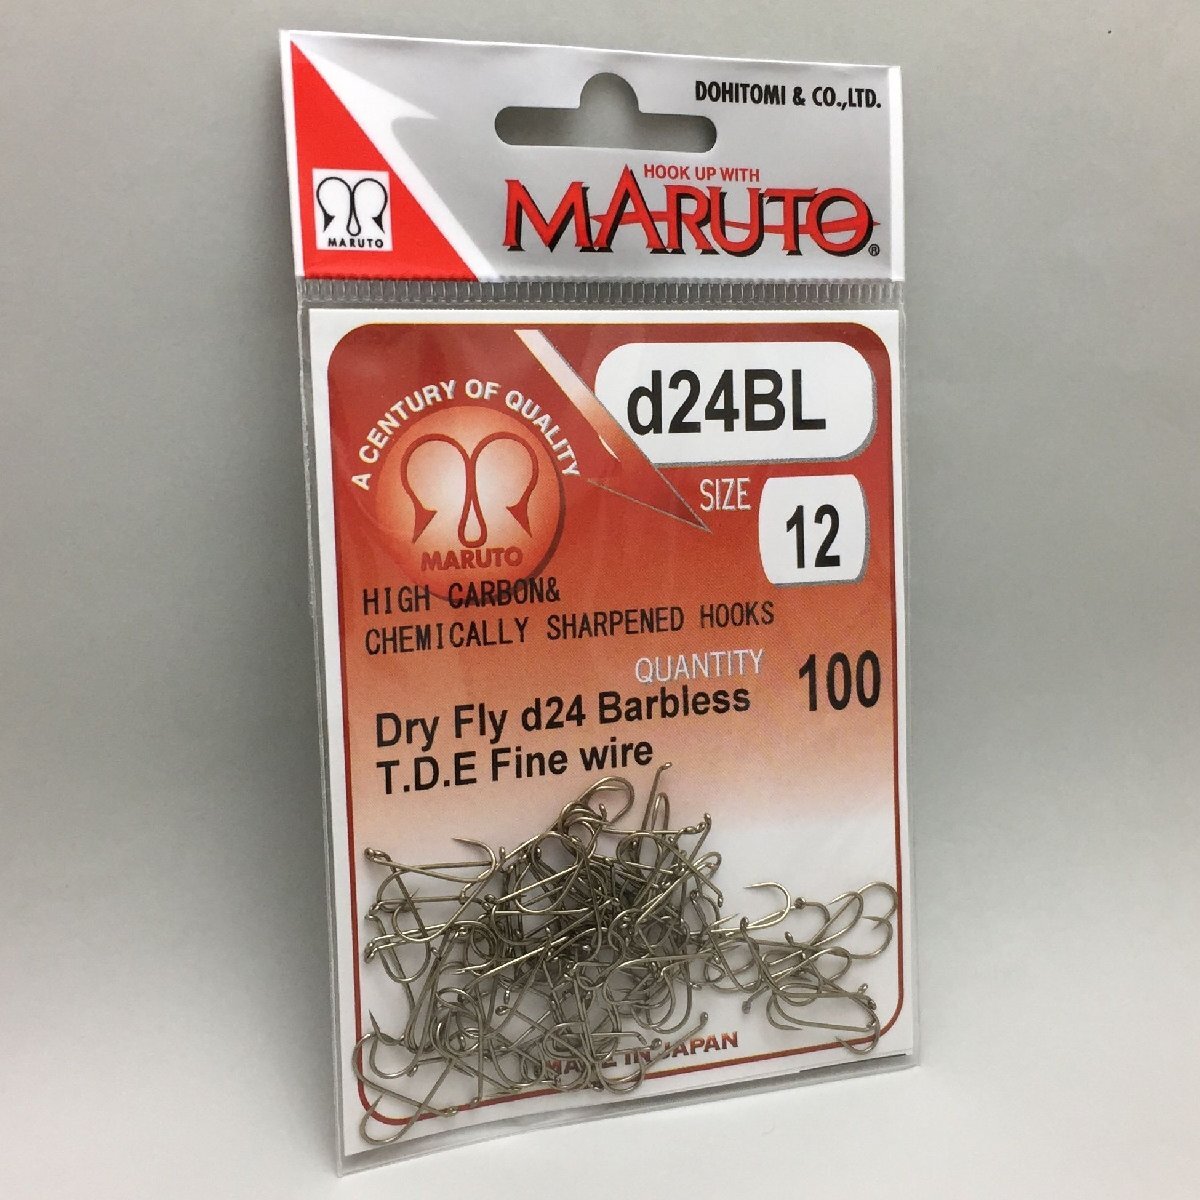 DOHITOMI & CO.,LTD.
HOOK UP WITH
MARUTO®
MARUTO
d24BL
A CENTURY OF QUALITY
MARUTO
SIZE 12
HIGH CARBON&
CHEMICALLY SHARPENED HOOKS
QUANTITY 100
Dry Fly d24 Barbless
T.D.E Fine wire
MADE IN JAPAN